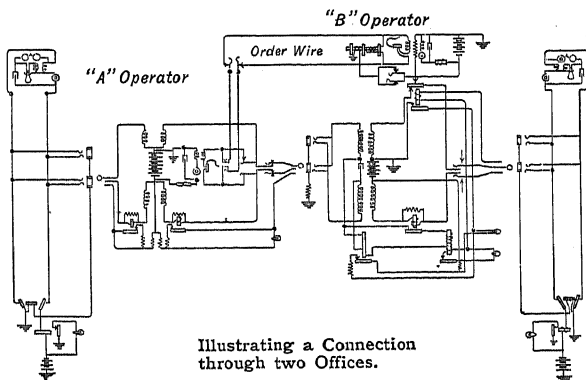 "B" Operator
Order Wire
"A" Operator
Illustrating a Connection
through two Offices.